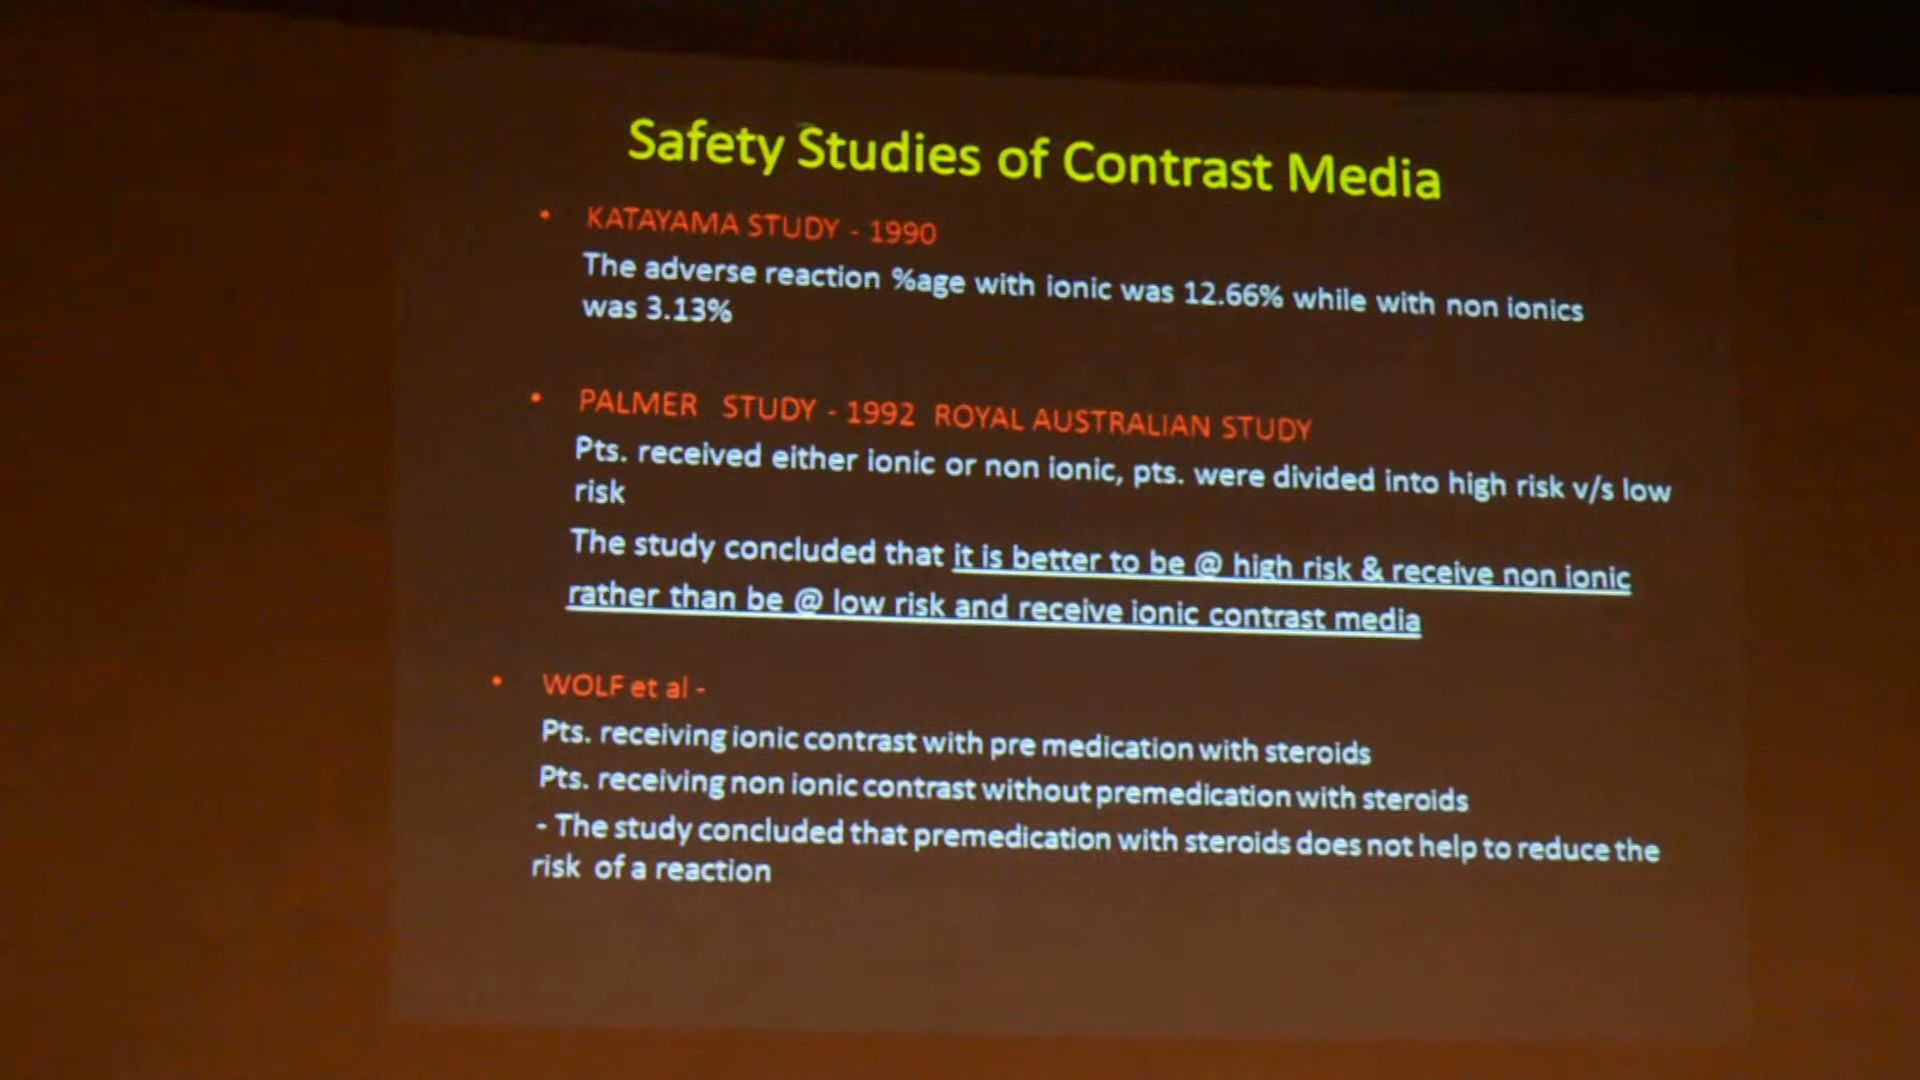 Safety Studies of Contrast Media
• KATAYAMA STUDY - 1990
The adverse reaction %age with ionic was 12.66% while with non ionics
was 3.13%
• PALMER STUDY - 1992 ROYAL AUSTRALIAN STUDY
Pts. received either ionic or non ionic, pts. were divided into high risk v/s low
risk
The study concluded that it is better to be @ high risk & receive non ionic
rather than be @ low risk and receive ionic contrast media
• WOLF et al -
Pts. receiving ionic contrast with pre medication with steroids
Pts. receiving non ionic contrast without premedication with steroids
- The study concluded that premedication with steroids does not help to reduce the
risk of a reaction